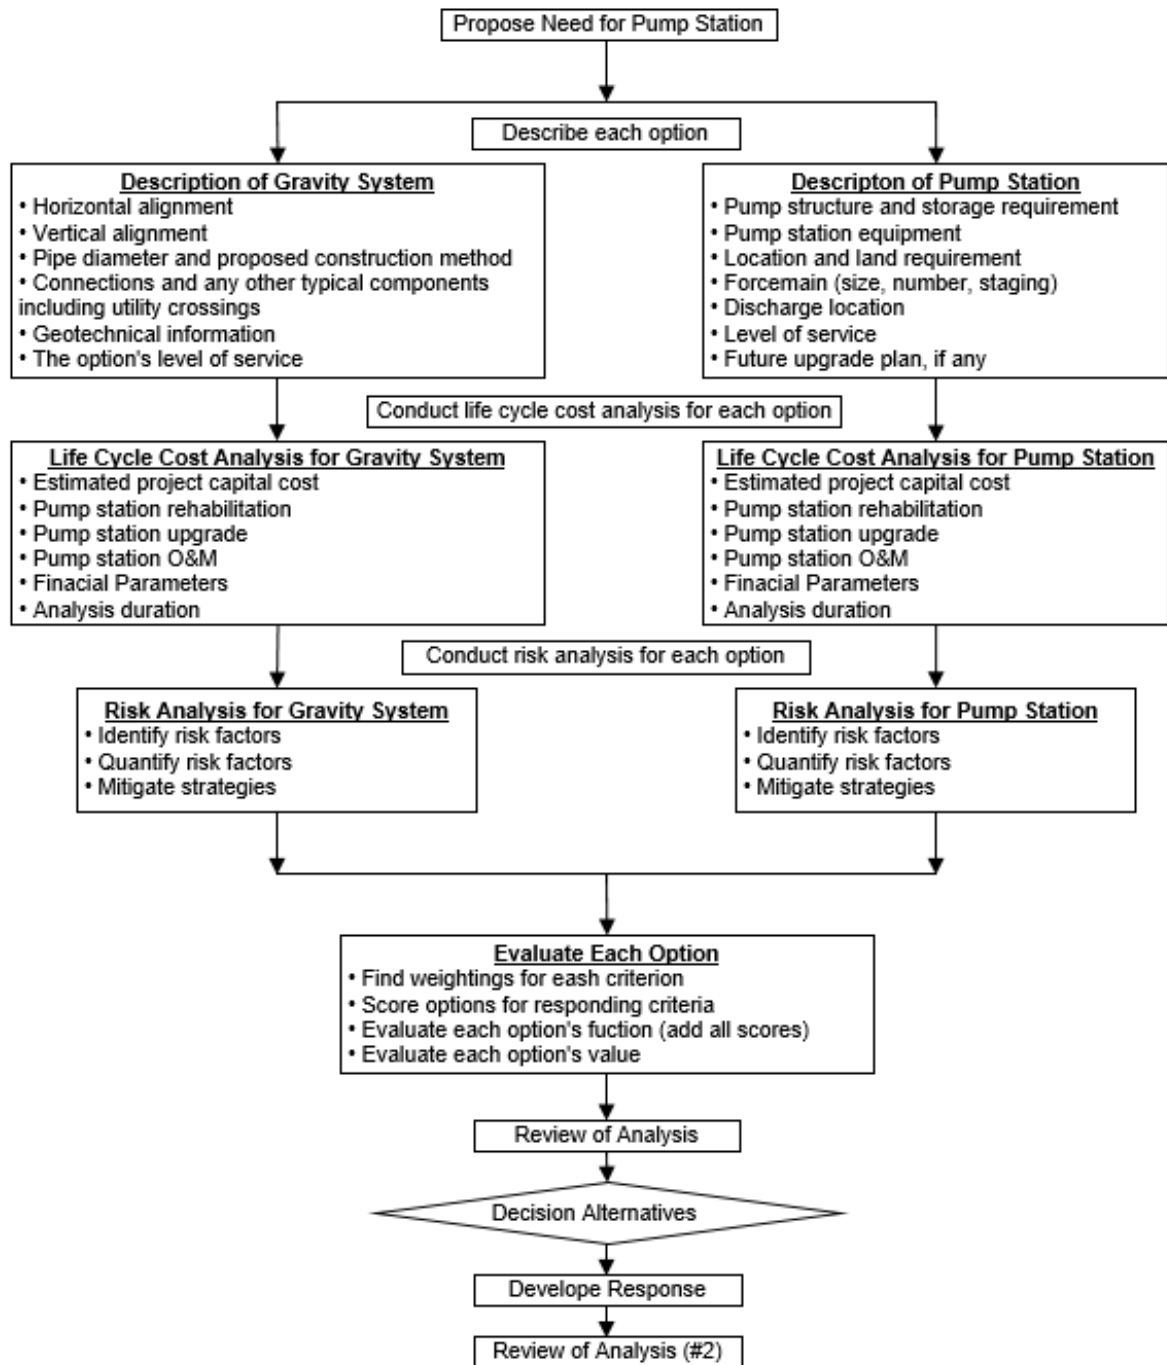 Propose Need for Pump Station
Describe each option
Description of Gravity System
• Horizontal alignment
• Vertical alignment
• Pipe diameter and proposed construction method
• Connections and any other typical components
including utility crossings
• Geotechnical information
• The option's level of service
Descripton of Pump Station
• Pump structure and storage requirement
• Pump station equipment
• Location and land requirement
• Forcemain (size, number, staging)
• Discharge location
• Level of service
• Future upgrade plan, if any
Conduct life cycle cost analysis for each option
Life Cycle Cost Analysis for Gravity System
• Estimated project capital cost
• Pump station rehabilitation
• Pump station upgrade
• Pump station O&M
• Finacial Parameters
• Analysis duration
Life Cycle Cost Analysis for Pump Station
• Estimated project capital cost
• Pump station rehabilitation
• Pump station upgrade
• Pump station O&M
• Finacial Parameters
• Analysis duration
Conduct risk analysis for each option
Risk Analysis for Gravity System
• Identify risk factors
• Quantify risk factors
• Mitigate strategies
Risk Analysis for Pump Station
• Identify risk factors
• Quantify risk factors
• Mitigate strategies
Evaluate Each Option
• Find weightings for eash criterion
• Score options for responding criteria
• Evaluate each option's fuction (add all scores)
• Evaluate each option's value
Review of Analysis
Decision Alternatives
Develope Response
Review of Analysis (#2)